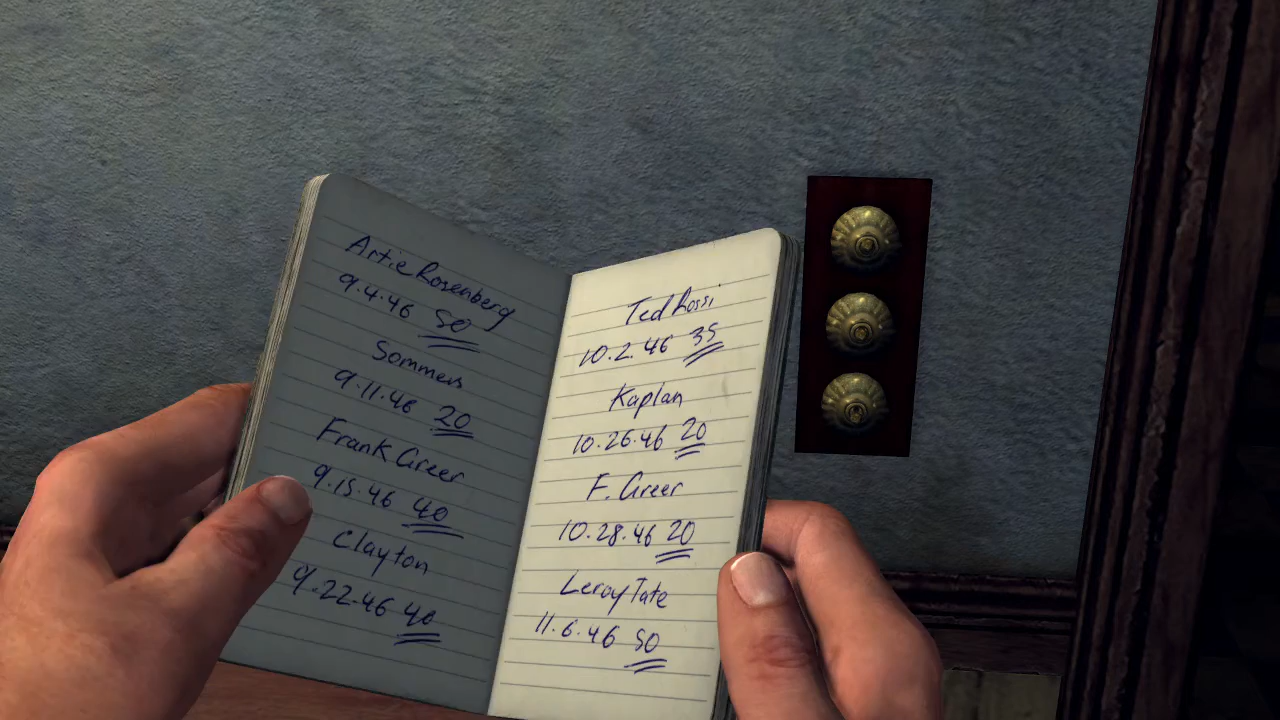 Artie Rosenberg
9.4.46 50
Sommers
9.11.46 20
Frank Greer
9.15.46 40
Clayton
9.22.46 40
Ted Rossi
10.2.46 35
Kaplan
10.26.46 20
F. Greer
10.28.46 20
Leroy Tate
11.6.46 50